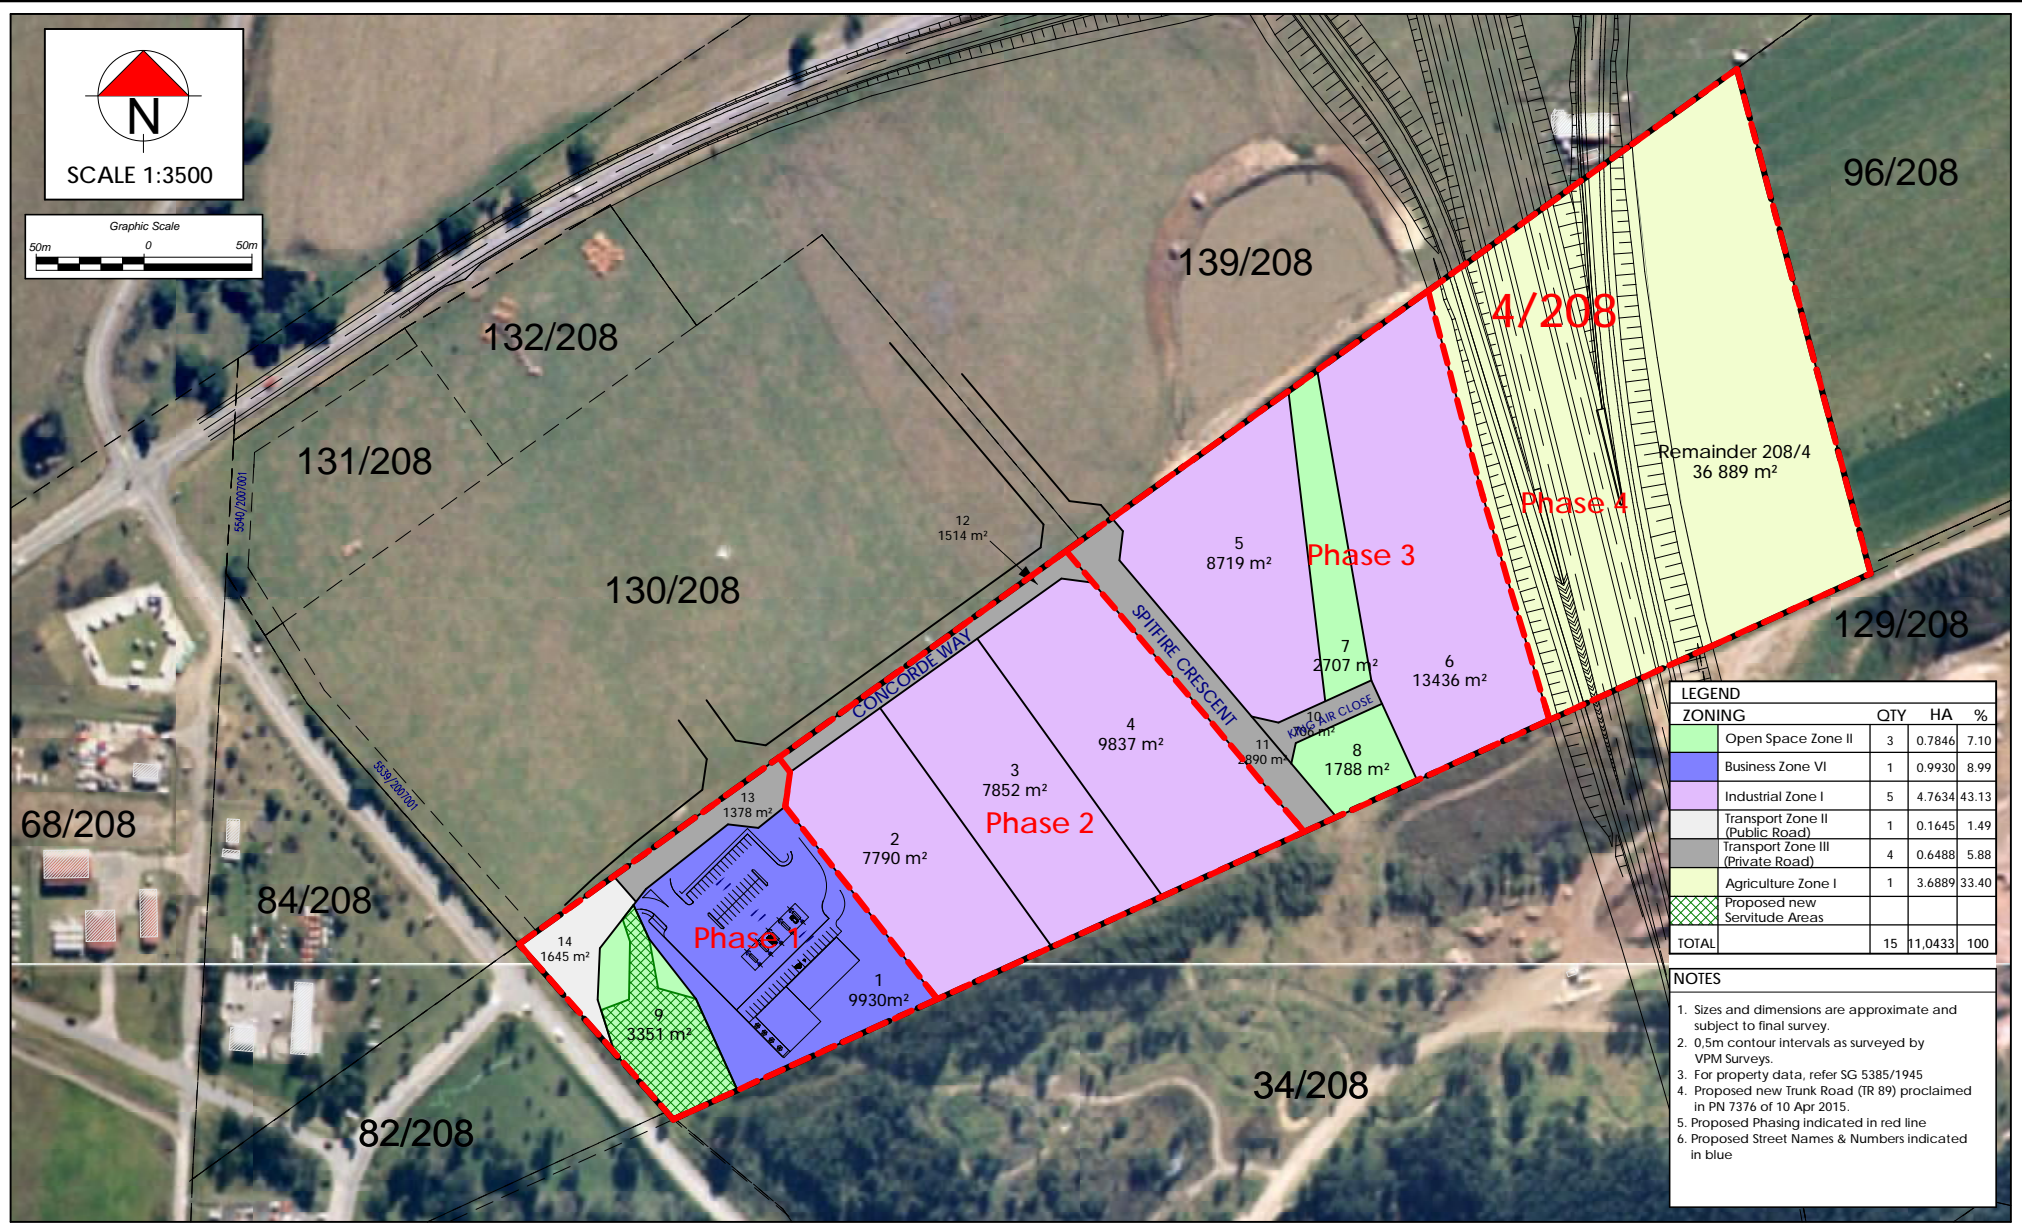 N
SCALE 1:3500
Graphic Scale
50m 0 50m
96/208
139/208
4/208
132/208
131/208
5540/2007001
Remainder 208/4
36 889 m²
Phase 4
12
1514 m²
5
8719 m²
Phase 3
130/208
SPITFIRE CRESCENT
CONCORDE WAY
129/208
7
2707 m²
6
13436 m²
10
KING AIR CLOSE
4
9837 m²
11
2890 m²
8
1788 m²
3
7852 m²
Phase 2
5539/2007001
13
1378 m²
68/208
2
7790 m²
84/208
Phase 1
14
1645 m²
1
9930m²
9
3351 m²
34/208
82/208
LEGEND
ZONING QTY HA %
Open Space Zone II 3 0.7846 7.10
Business Zone VI 1 0.9930 8.99
Industrial Zone I 5 4.7634 43.13
Transport Zone II
(Public Road) 1 0.1645 1.49
Transport Zone III
(Private Road) 4 0.6488 5.88
Agriculture Zone I 1 3.6889 33.40
Proposed new
Servitude Areas
TOTAL 15 11,0433 100
NOTES
1. Sizes and dimensions are approximate and
subject to final survey.
2. 0,5m contour intervals as surveyed by
VPM Surveys.
3. For property data, refer SG 5385/1945
4. Proposed new Trunk Road (TR 89) proclaimed
in PN 7376 of 10 Apr 2015.
5. Proposed Phasing indicated in red line
6. Proposed Street Names & Numbers indicated
in blue